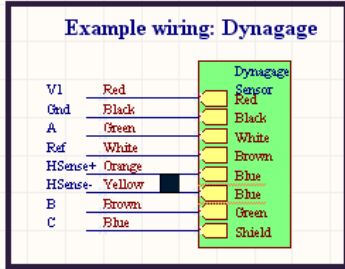 Example wiring: Dynagage
Dynagage
Sensor
V1 Red Red
Gnd Black Black
A Green White
Ref White Brown
HSense+ Orange Blue
HSense- Yellow Blue
B Brown Green
C Blue Shield